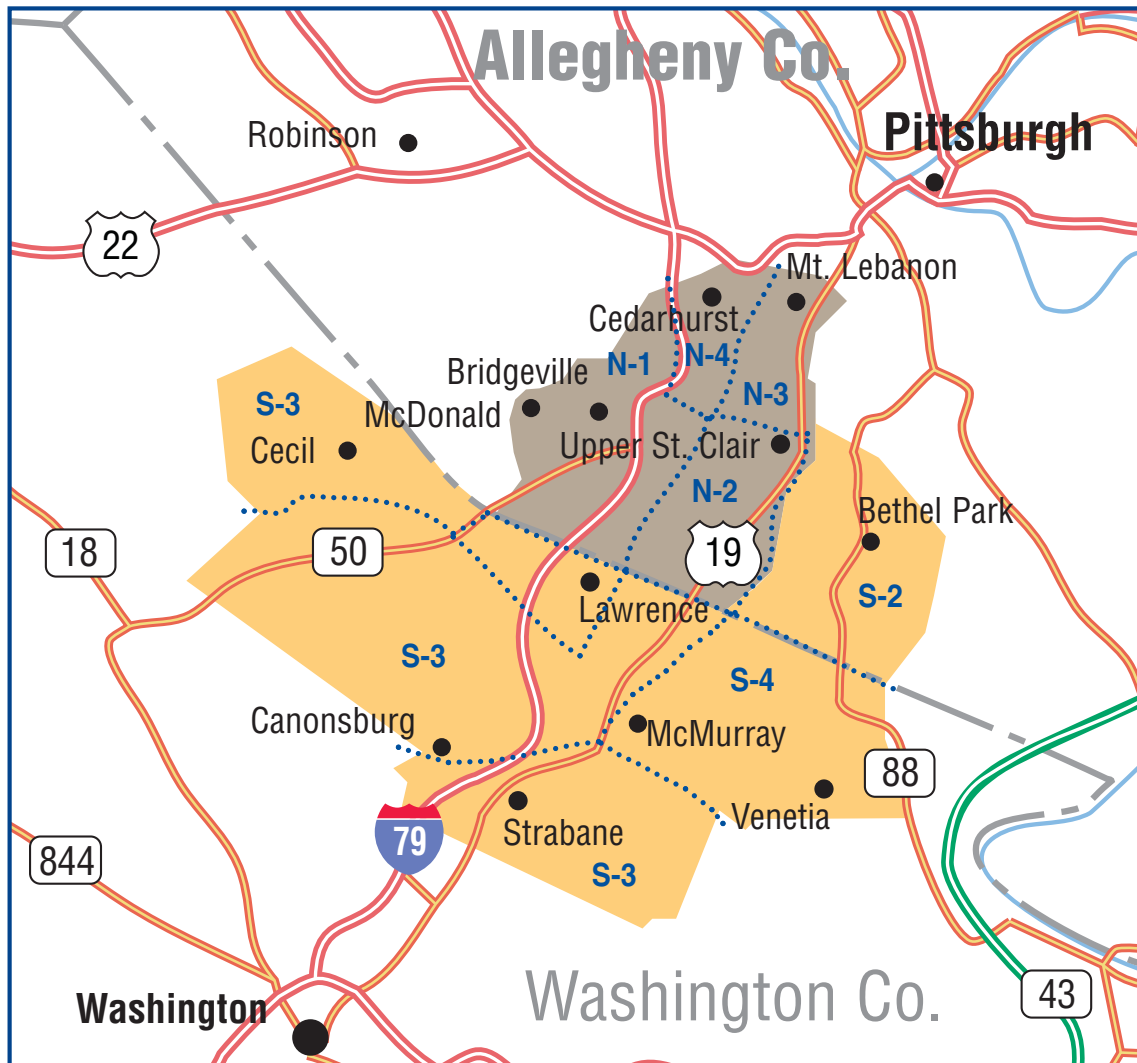 Allegheny Co.
Robinson
Pittsburgh
22
Mt. Lebanon
Cedarhurst
N-1
N-4
Bridgeville
N-3
S-3
McDonald
Cecil
Upper St. Clair
N-2
Bethel Park
18
50
19
Lawrence
S-2
S-3
S-4
Canonsburg
McMurray
88
Venetia
79
Strabane
844
S-3
Washington Co.
43
Washington